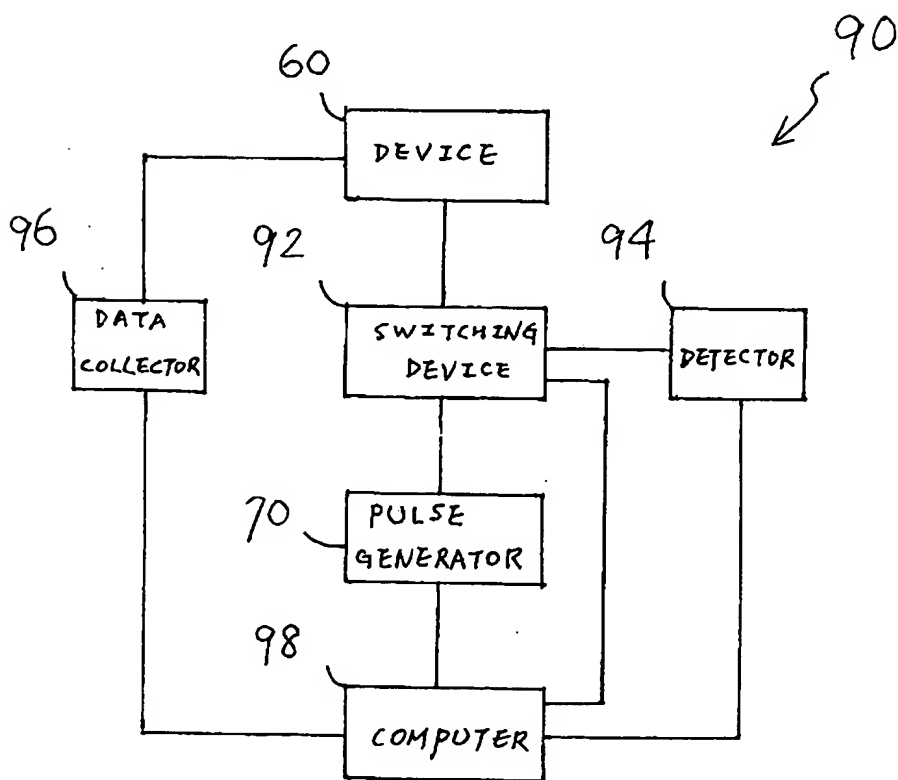 90
60
DEVICE
96
92
94
DATA
COLLECTOR
SWITCHING
DEVICE
DETECTOR
70
PULSE
GENERATOR
98
COMPUTER